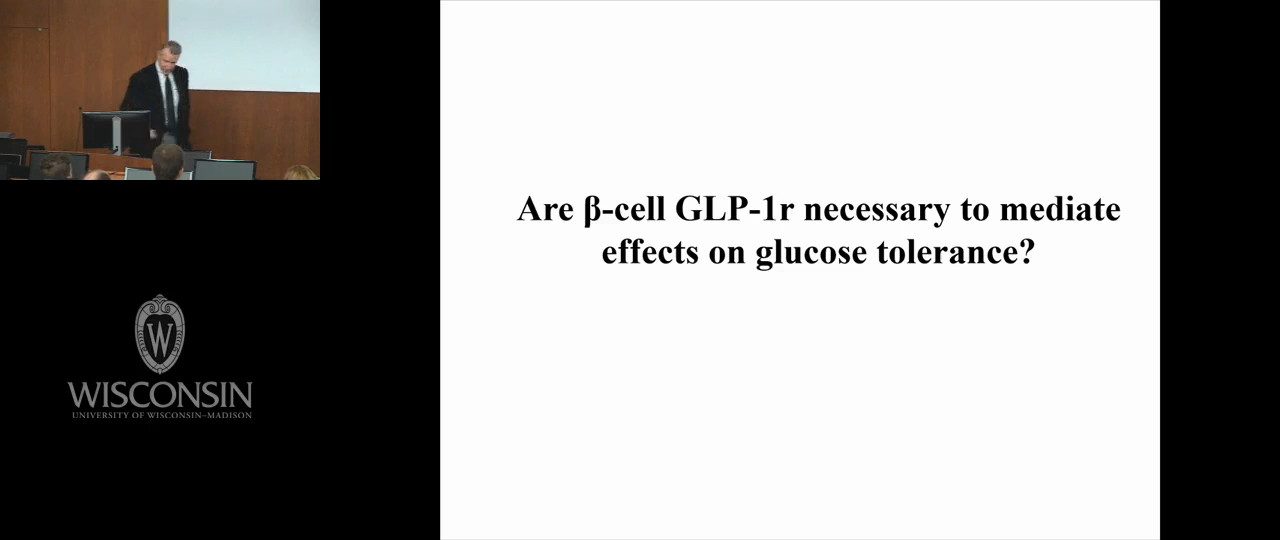 Are β-cell GLP-1r necessary to mediate
effects on glucose tolerance?
W
WISCONSIN
UNIVERSITY OF WISCONSIN–MADISON